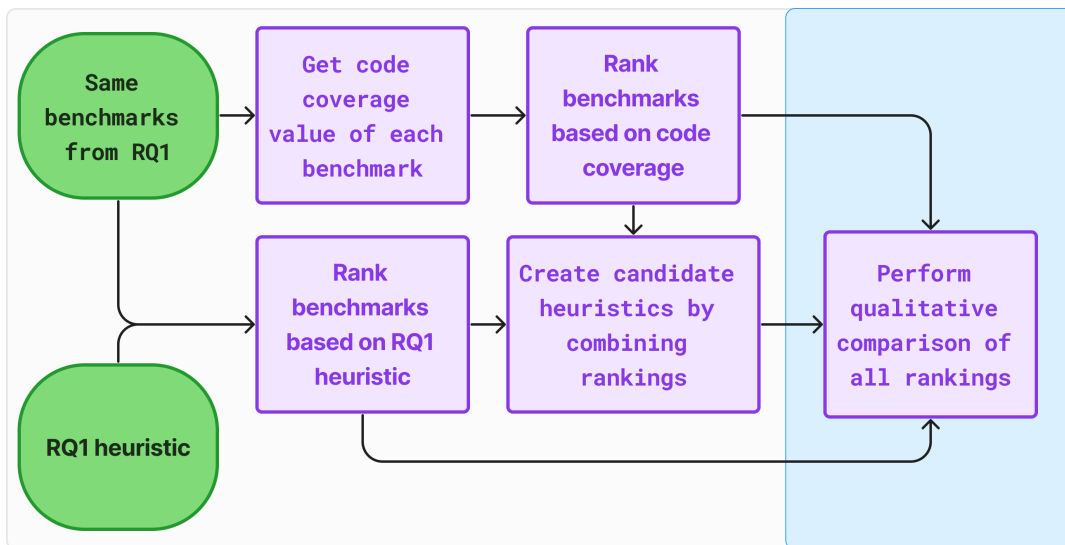 Same
benchmarks
from RQ1
Get code
coverage
value of each
benchmark
Rank
benchmarks
based on code
coverage
Rank
benchmarks
based on RQ1
heuristic
Create candidate
heuristics by
combining
rankings
Perform
qualitative
comparison of
all rankings
RQ1 heuristic